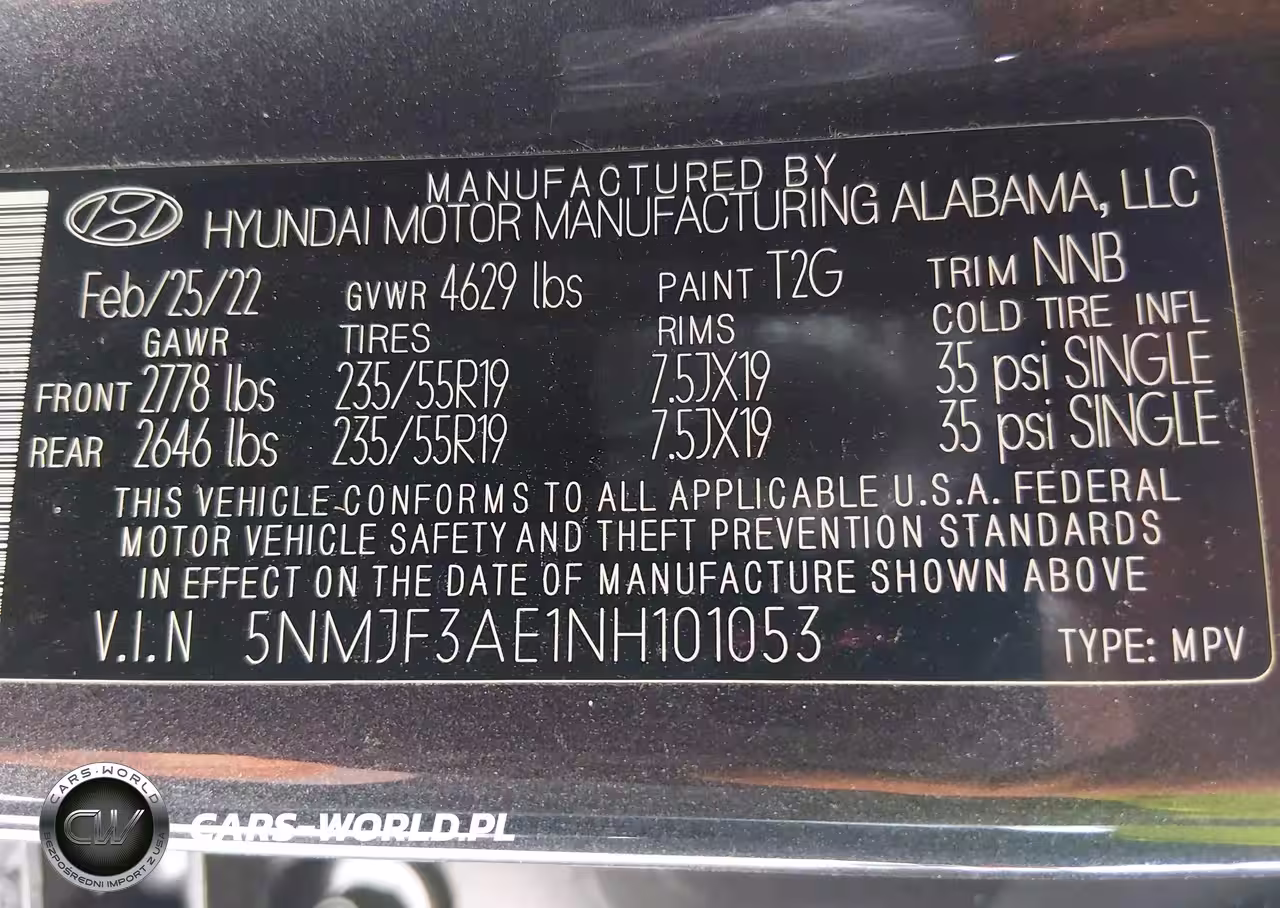 MANUFACTURED BY
HYUNDAI MOTOR MANUFACTURING ALABAMA, LLC
Feb/25/22 GVWR 4629 lbs PAINT T2G TRIM NNB
GAWR TIRES RIMS COLD TIRE INFL
FRONT 2778 lbs 235/55R19 7.5JX19 35 psi SINGLE
REAR 2646 lbs 235/55R19 7.5JX19 35 psi SINGLE
THIS VEHICLE CONFORMS TO ALL APPLICABLE U.S.A. FEDERAL
MOTOR VEHICLE SAFETY AND THEFT PREVENTION STANDARDS
IN EFFECT ON THE DATE OF MANUFACTURE SHOWN ABOVE
V.I.N 5NMJF3AE1NH101053 TYPE: MPV
CARS-WORLD
CW
BEZPOŚREDNI IMPORT Z USA
CARS-WORLD.PL